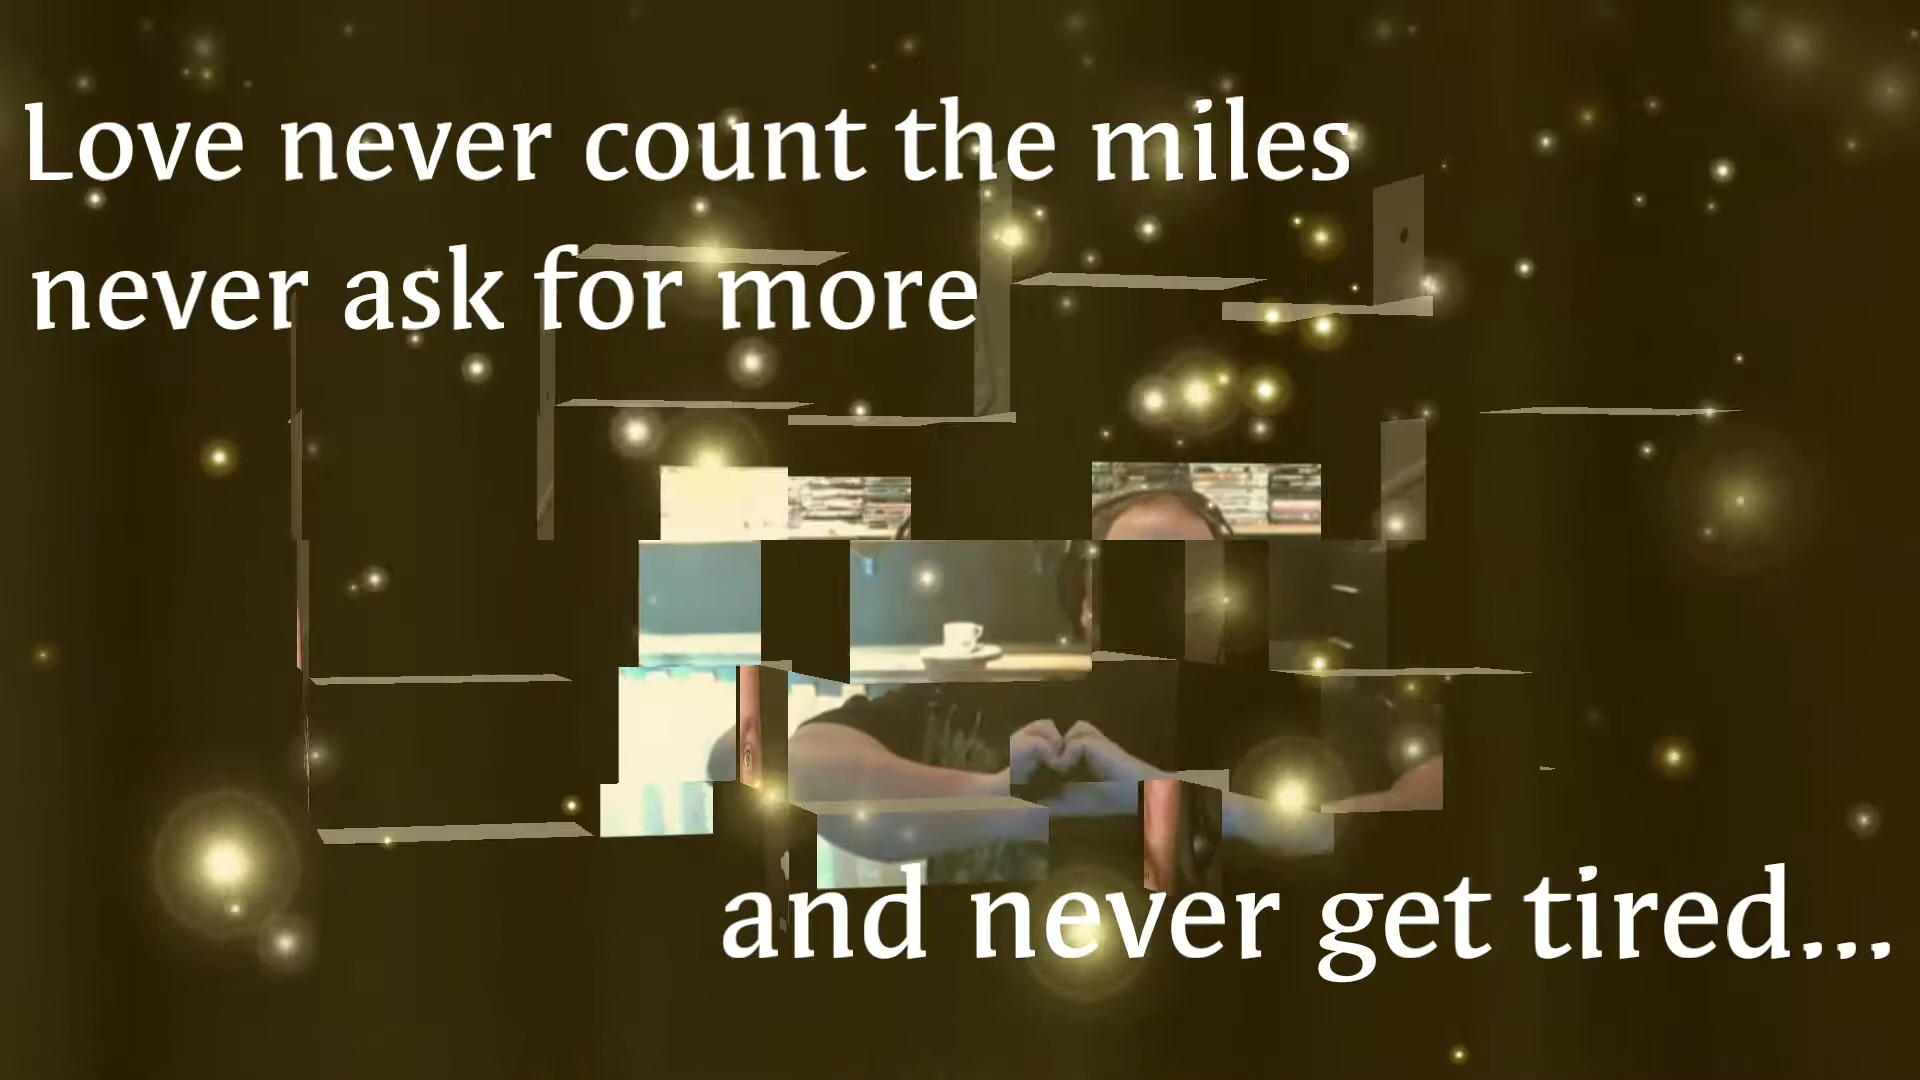 Love never count the miles
never ask for more
and never get tired...